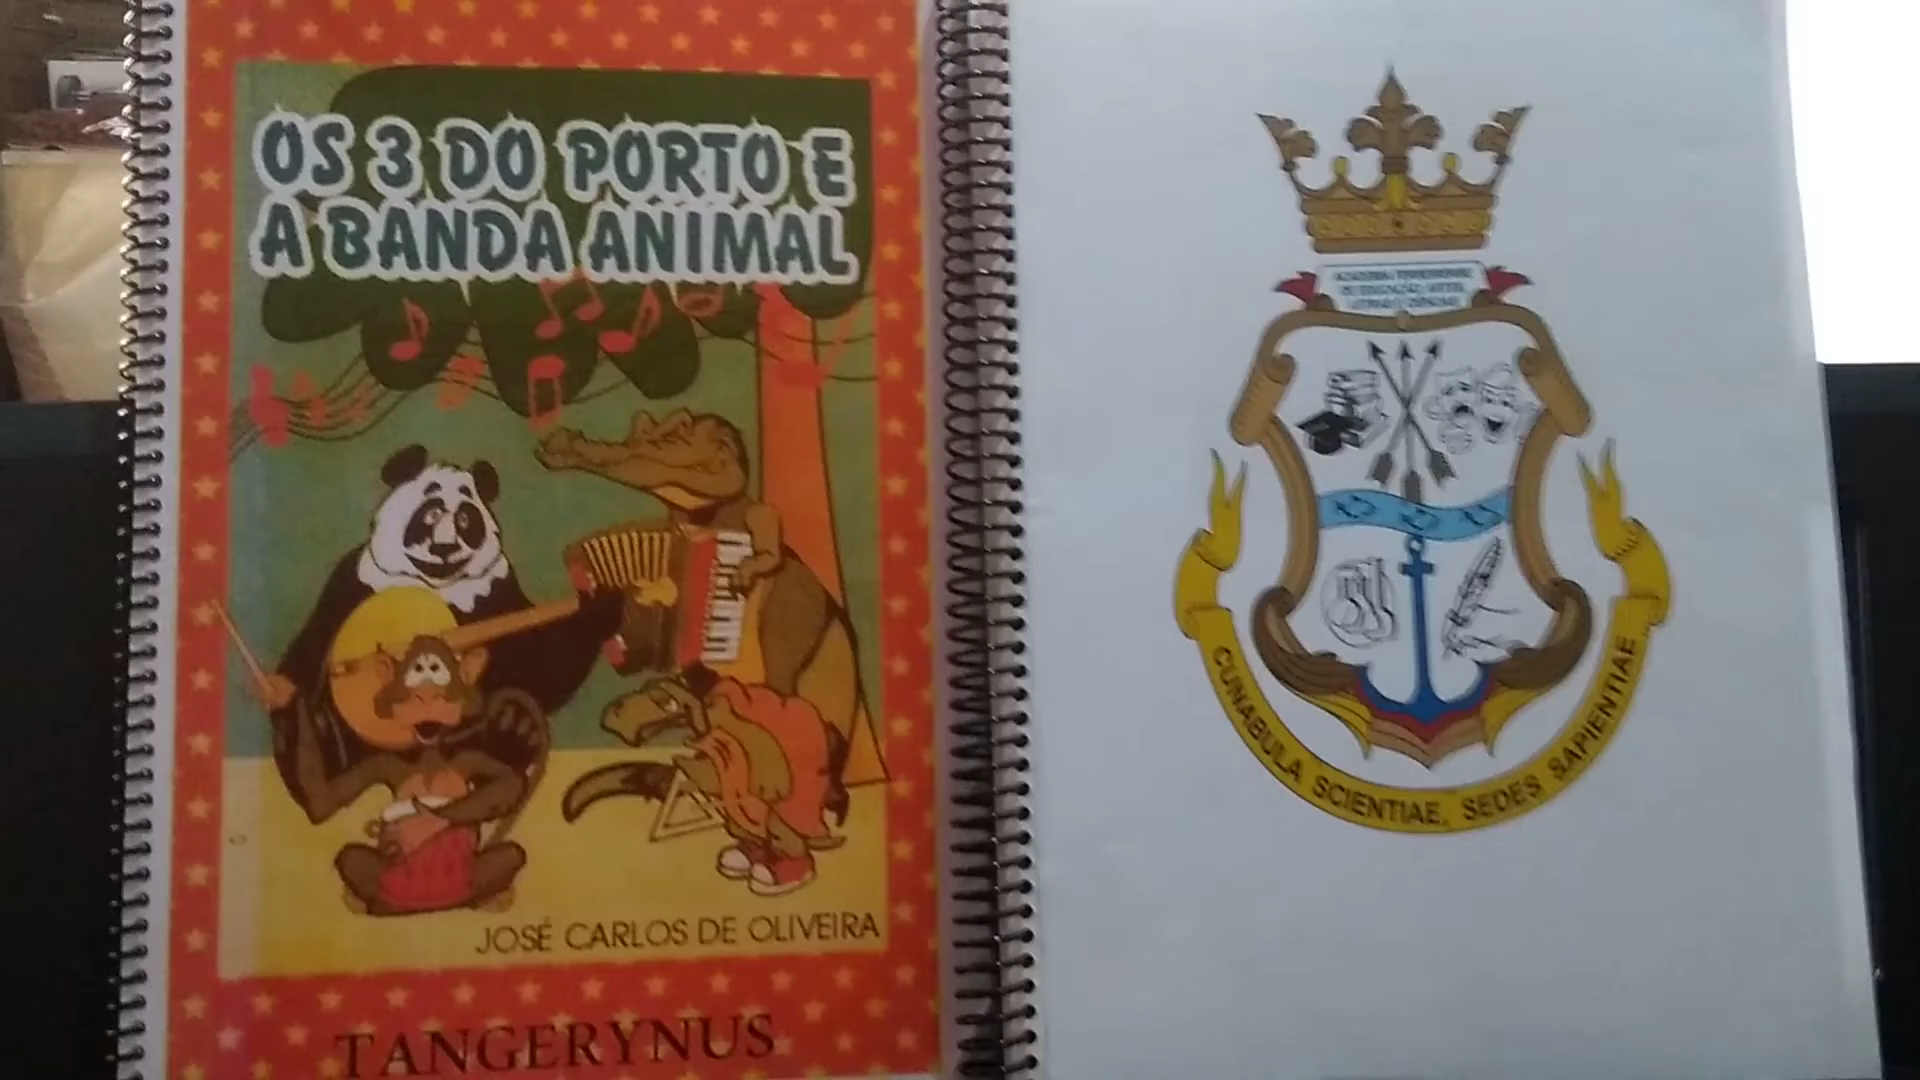 OS 3 DO PORTO E
A BANDA ANIMAL
JOSÉ CARLOS DE OLIVEIRA
TANGERYNUS
CUNABULA SCIENTIAE, SEDES SAPIENTIAE